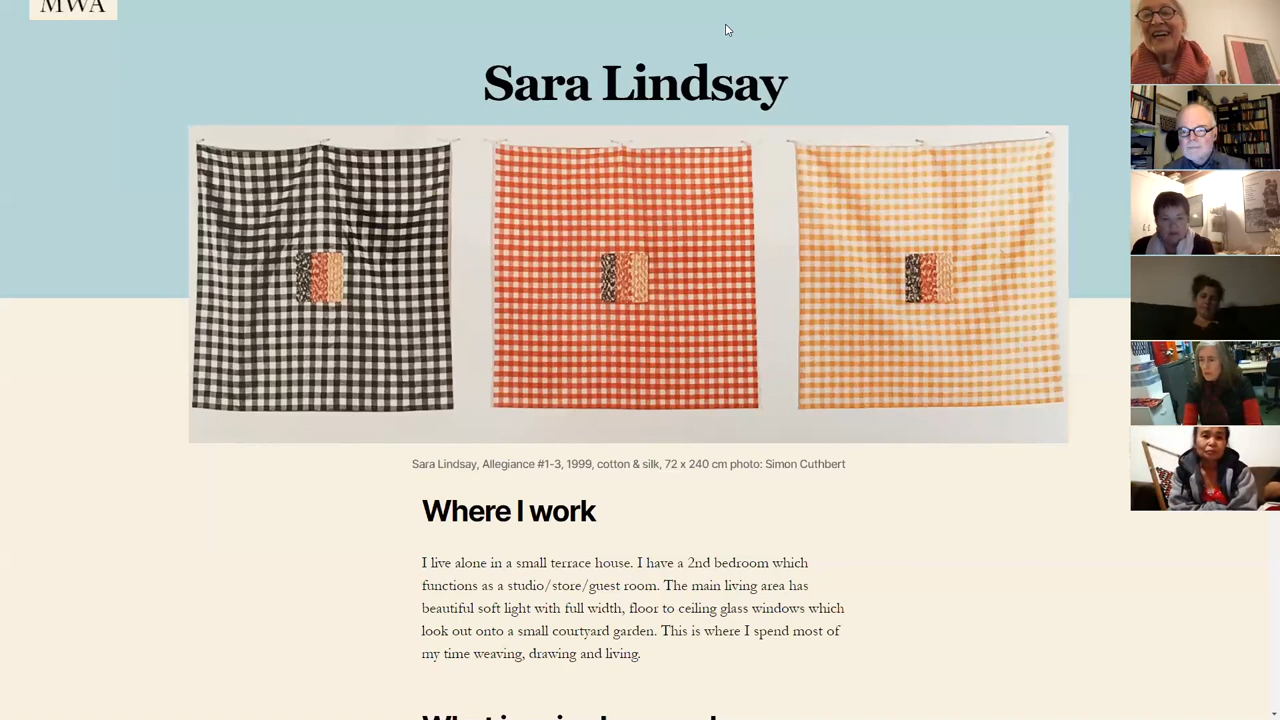 MWA
Sara Lindsay
Sara Lindsay, Allegiance #1-3, 1999, cotton & silk, 72 x 240 cm photo: Simon Cuthbert
Where I work
I live alone in a small terrace house. I have a 2nd bedroom which
functions as a studio/store/guest room. The main living area has
beautiful soft light with full width, floor to ceiling glass windows which
look out onto a small courtyard garden. This is where I spend most of
my time weaving, drawing and living.